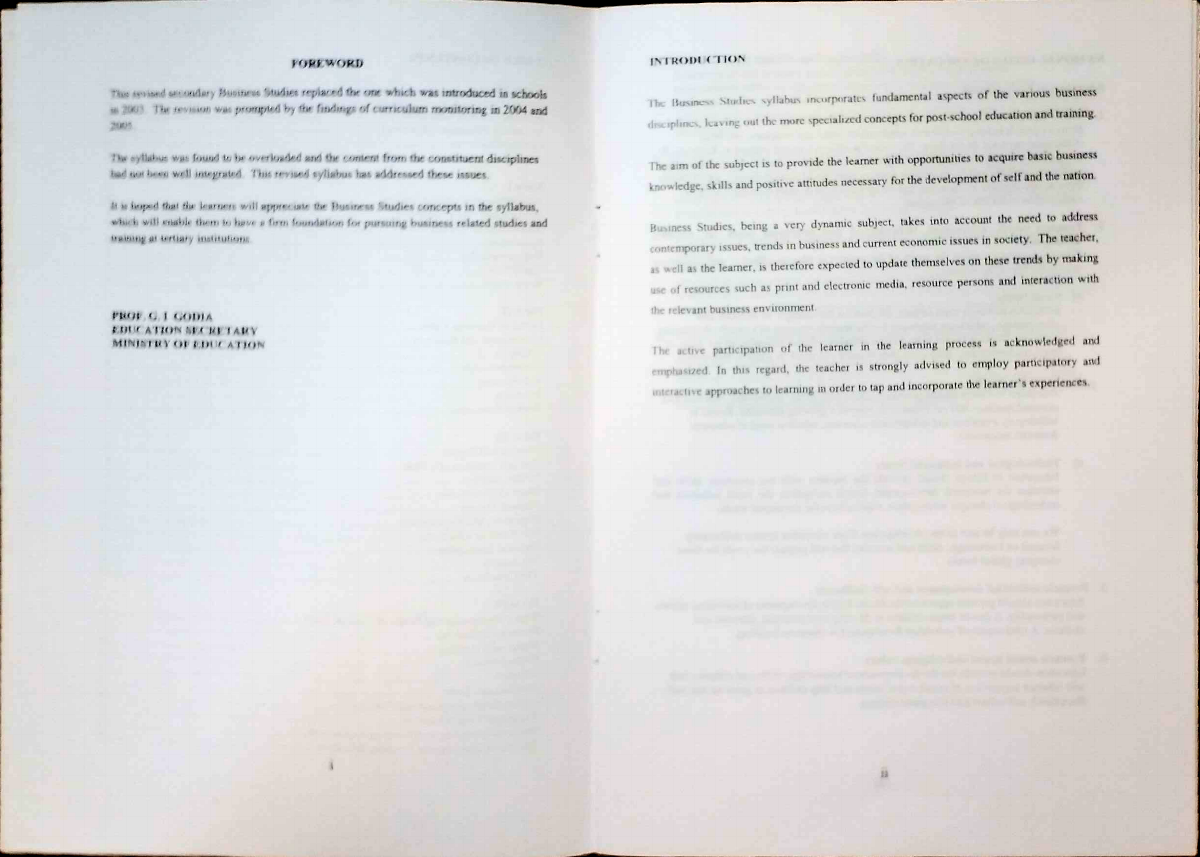 FOREWORD
This revised secondary Business Studies replaced the one which was introduced in schools
in 2003. The revision was prompted by the findings of curriculum monitoring in 2004 and
2005.
The syllabus was found to be overloaded and the content from the constituent disciplines
had not been well integrated. This revised syllabus has addressed these issues.
It is hoped that the learners will appreciate the Business Studies concepts in the syllabus,
which will enable them to have a firm foundation for pursuing business related studies and
training at tertiary institutions.
PROF. G. I. GODIA
EDUCATION SECRETARY
MINISTRY OF EDUCATION
i
INTRODUCTION
The Business Studies syllabus incorporates fundamental aspects of the various business
disciplines, leaving out the more specialized concepts for post-school education and training.
The aim of the subject is to provide the learner with opportunities to acquire basic business
knowledge, skills and positive attitudes necessary for the development of self and the nation.
Business Studies, being a very dynamic subject, takes into account the need to address
contemporary issues, trends in business and current economic issues in society. The teacher,
as well as the learner, is therefore expected to update themselves on these trends by making
use of resources such as print and electronic media, resource persons and interaction with
the relevant business environment.
The active participation of the learner in the learning process is acknowledged and
emphasized. In this regard, the teacher is strongly advised to employ participatory and
interactive approaches to learning in order to tap and incorporate the learner's experiences.
ii